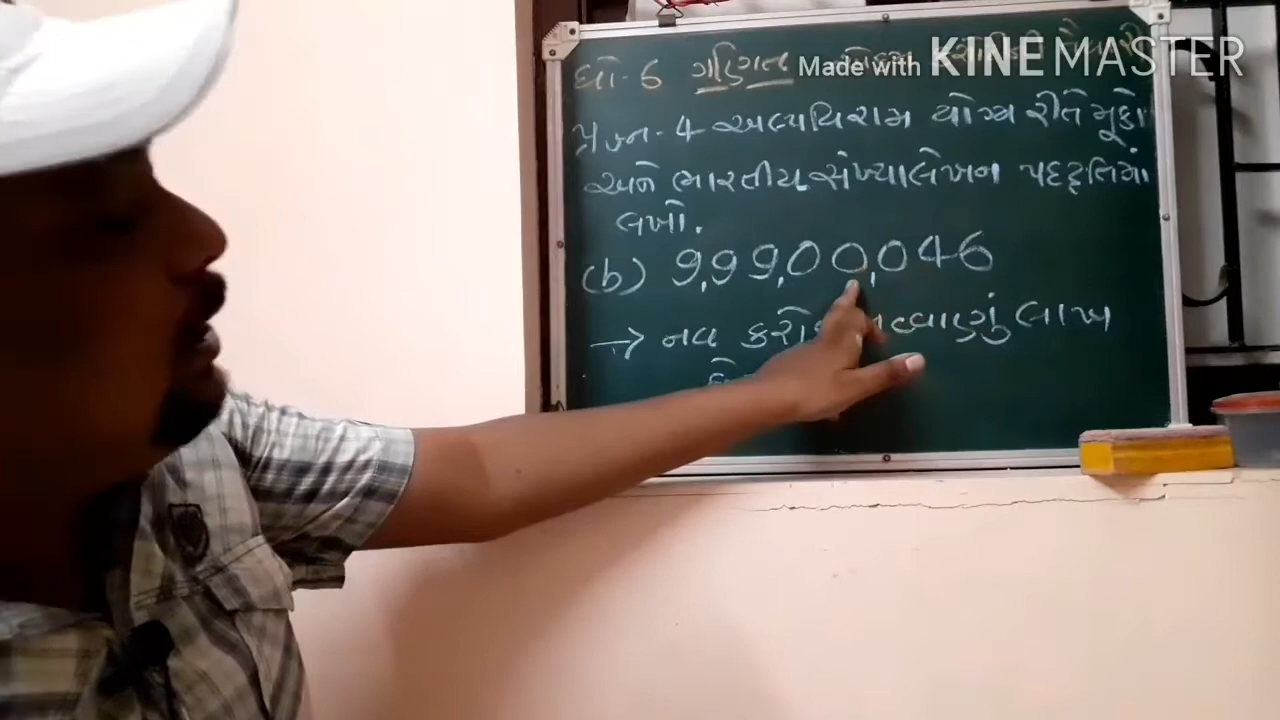 ધો-6 ગણિત
Made with KINEMASTER
પ્રશ્ન-4 અલ્પવિરામ યોગ્ય રીતે મૂકો
અને ભારતીય સંખ્યાલેખન પદ્ધતિમાં
લખો.
(b) 9,99,00,046
→ નવ નવ્વાણું લાખ